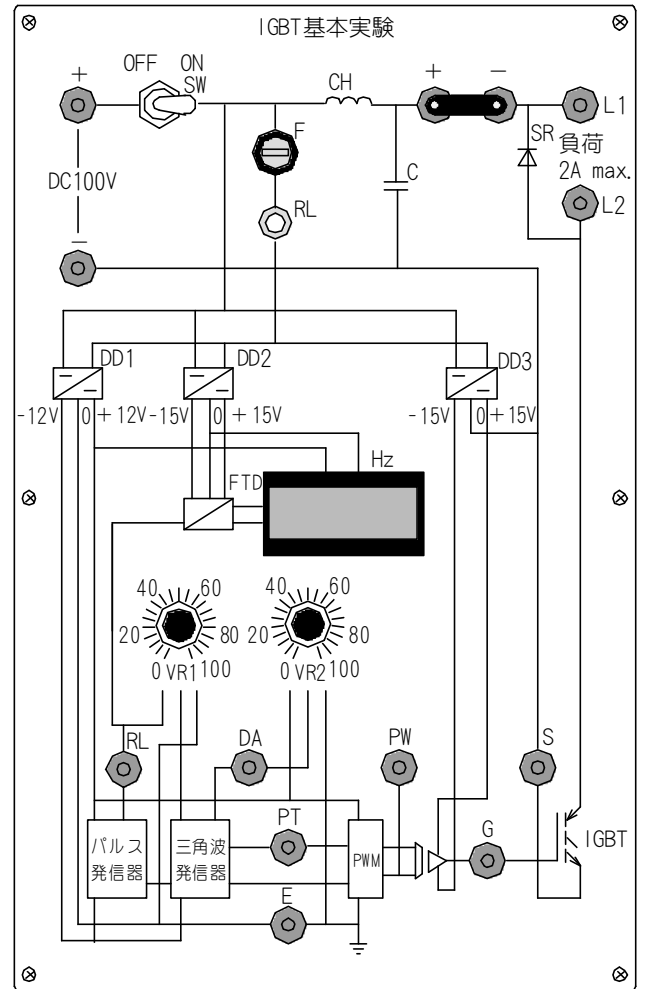 IGBT基本実験
OFF ON
SW
+
CH
+ −
L1
F
SR 負荷
2A max.
DC100V
C
RL
L2
−
DD1 DD2 DD3
-12V 0 +12V -15V 0 +15V -15V 0 +15V
Hz
FTD
40 60 40 60
20 80 20 80
0 VR1 100 0 VR2 100
RL DA PW S
PT G
パルス発信器
三角波発信器
PWM
IGBT
E